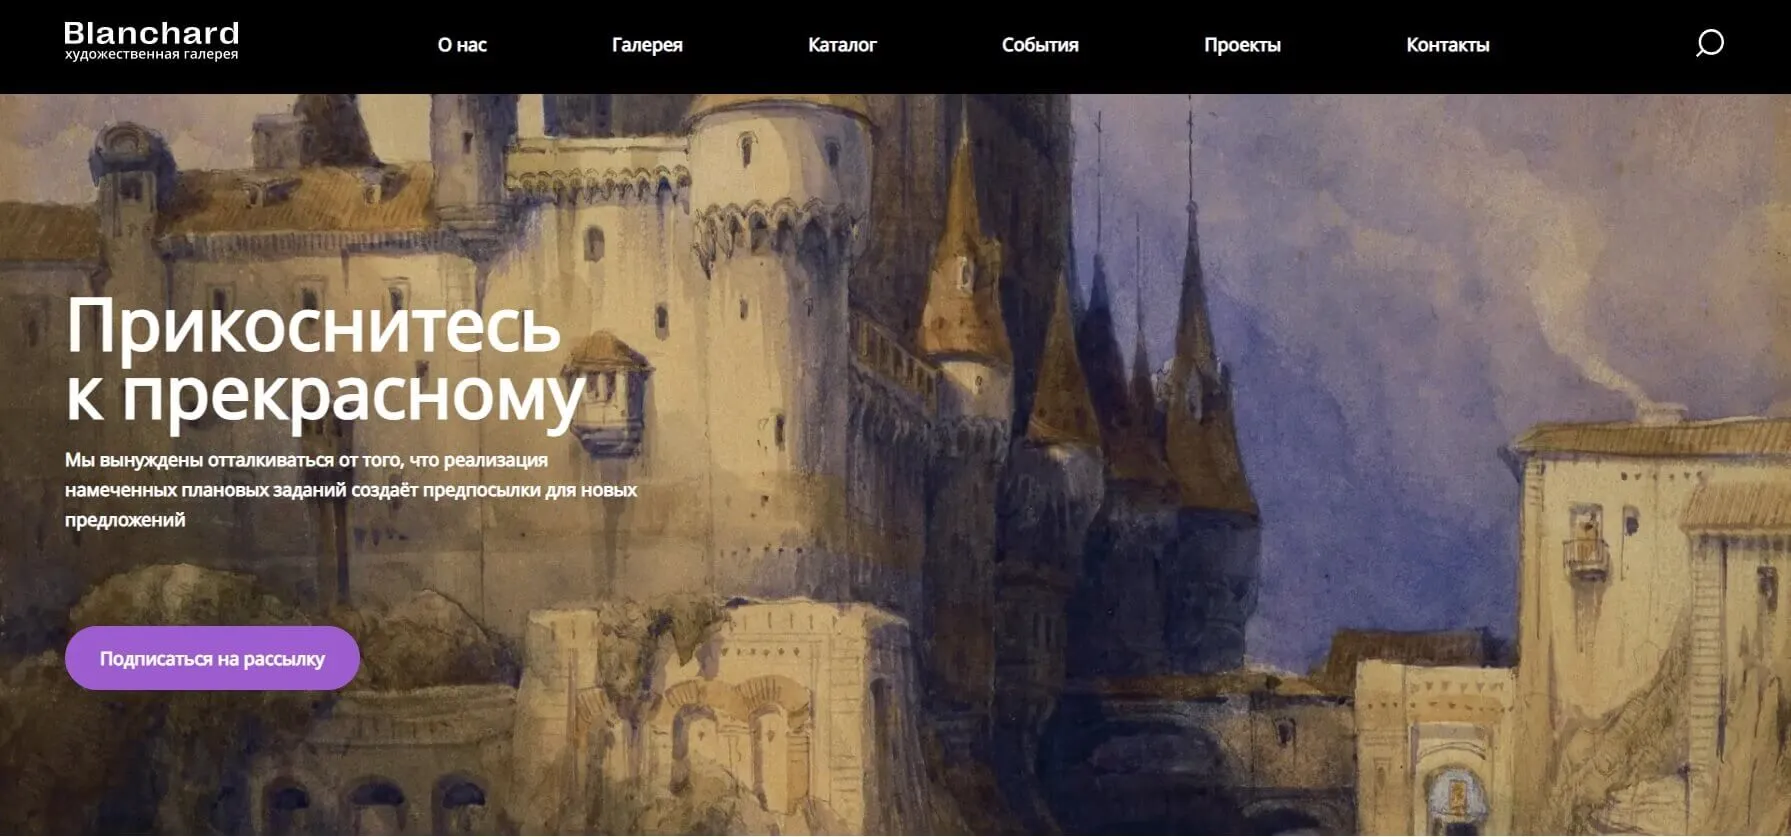 Blanchard
художественная галерея
О нас
Галерея
Каталог
События
Проекты
Контакты
Прикоснитесь
к прекрасному
Мы вынуждены отталкиваться от того, что реализация
намеченных плановых заданий создаёт предпосылки для новых
предложений
Подписаться на рассылку